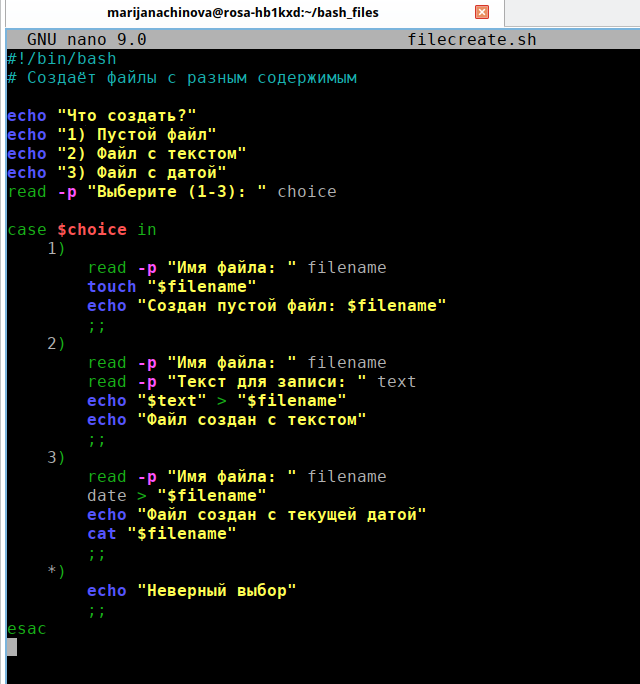 marijanachinova@rosa-hb1kxd:~/bash_files
GNU nano 9.0 filecreate.sh
#!/bin/bash
# Создаёт файлы с разным содержимым
echo "Что создать?"
echo "1) Пустой файл"
echo "2) Файл с текстом"
echo "3) Файл с датой"
read -p "Выберите (1-3): " choice
case $choice in
    1)
        read -p "Имя файла: " filename
        touch "$filename"
        echo "Создан пустой файл: $filename"
        ;;
    2)
        read -p "Имя файла: " filename
        read -p "Текст для записи: " text
        echo "$text" > "$filename"
        echo "Файл создан с текстом"
        ;;
    3)
        read -p "Имя файла: " filename
        date > "$filename"
        echo "Файл создан с текущей датой"
        cat "$filename"
        ;;
    *)
        echo "Неверный выбор"
        ;;
esac